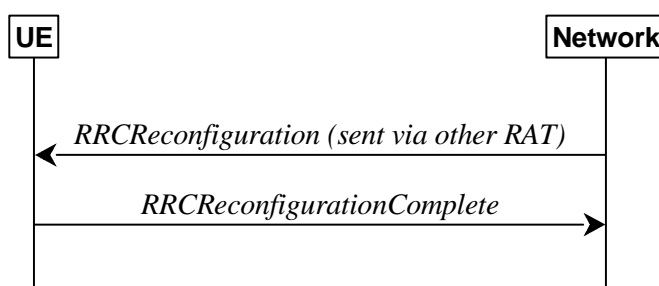 UE
Network
RRCReconfiguration (sent via other RAT)
RRCReconfigurationComplete